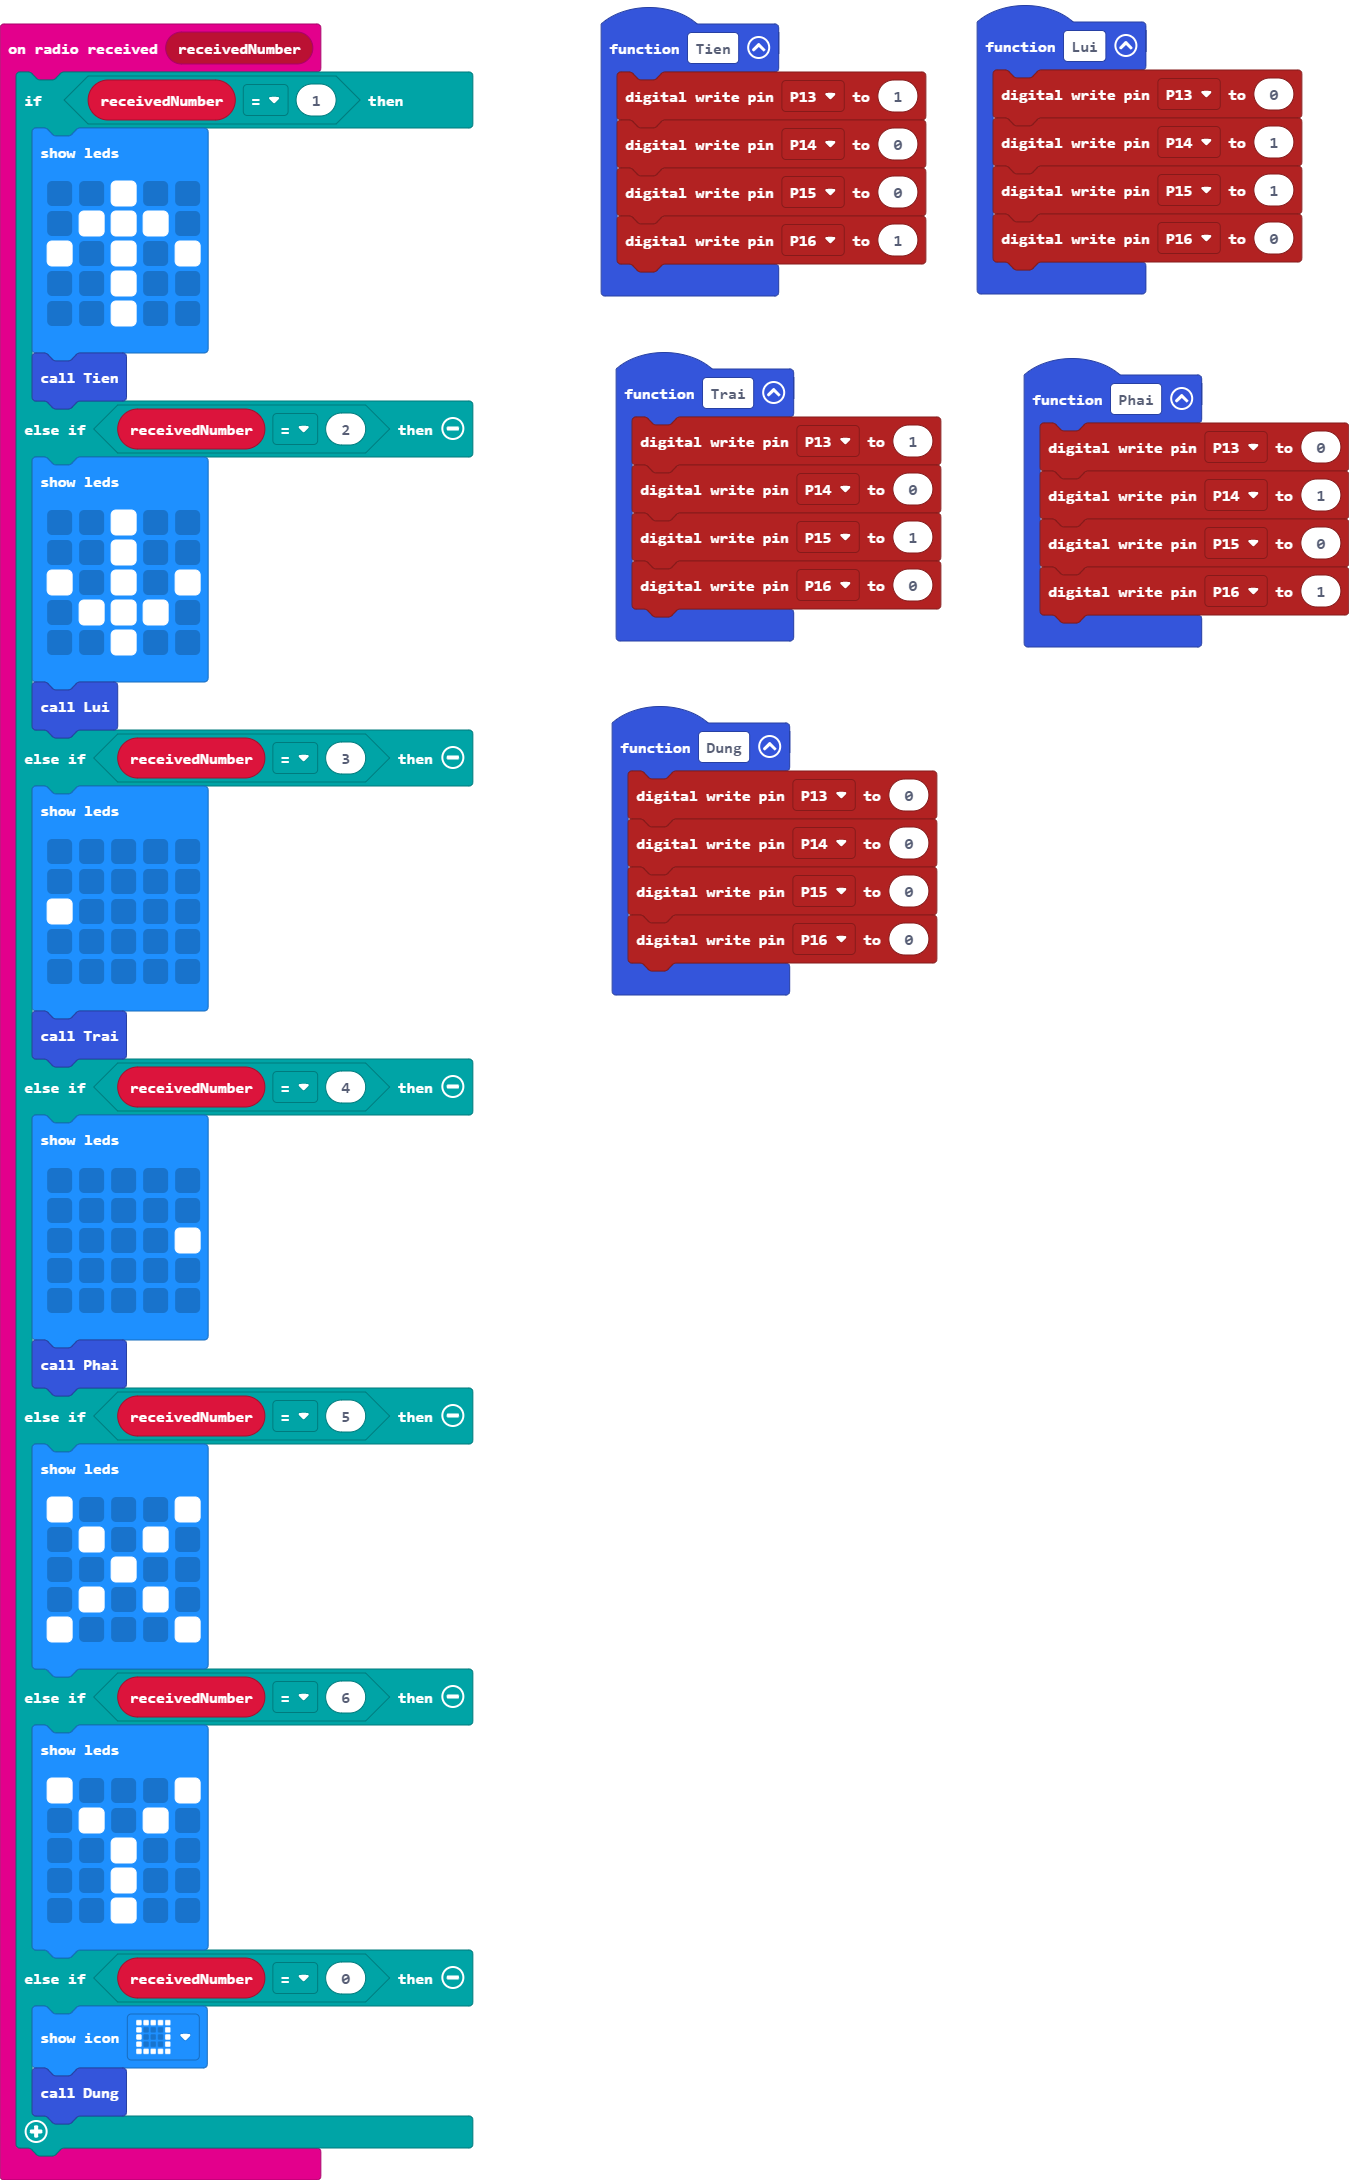 on radio received receivedNumber
if receivedNumber = 1 then
show leds
call Tien
else if receivedNumber = 2 then
show leds
call Lui
else if receivedNumber = 3 then
show leds
call Trai
else if receivedNumber = 4 then
show leds
call Phai
else if receivedNumber = 5 then
show leds
else if receivedNumber = 6 then
show leds
else if receivedNumber = 0 then
show icon
call Dung
function Tien
digital write pin P13 to 1
digital write pin P14 to 0
digital write pin P15 to 0
digital write pin P16 to 1
function Lui
digital write pin P13 to 0
digital write pin P14 to 1
digital write pin P15 to 1
digital write pin P16 to 0
function Trai
digital write pin P13 to 1
digital write pin P14 to 0
digital write pin P15 to 1
digital write pin P16 to 0
function Phai
digital write pin P13 to 0
digital write pin P14 to 1
digital write pin P15 to 0
digital write pin P16 to 1
function Dung
digital write pin P13 to 0
digital write pin P14 to 0
digital write pin P15 to 0
digital write pin P16 to 0